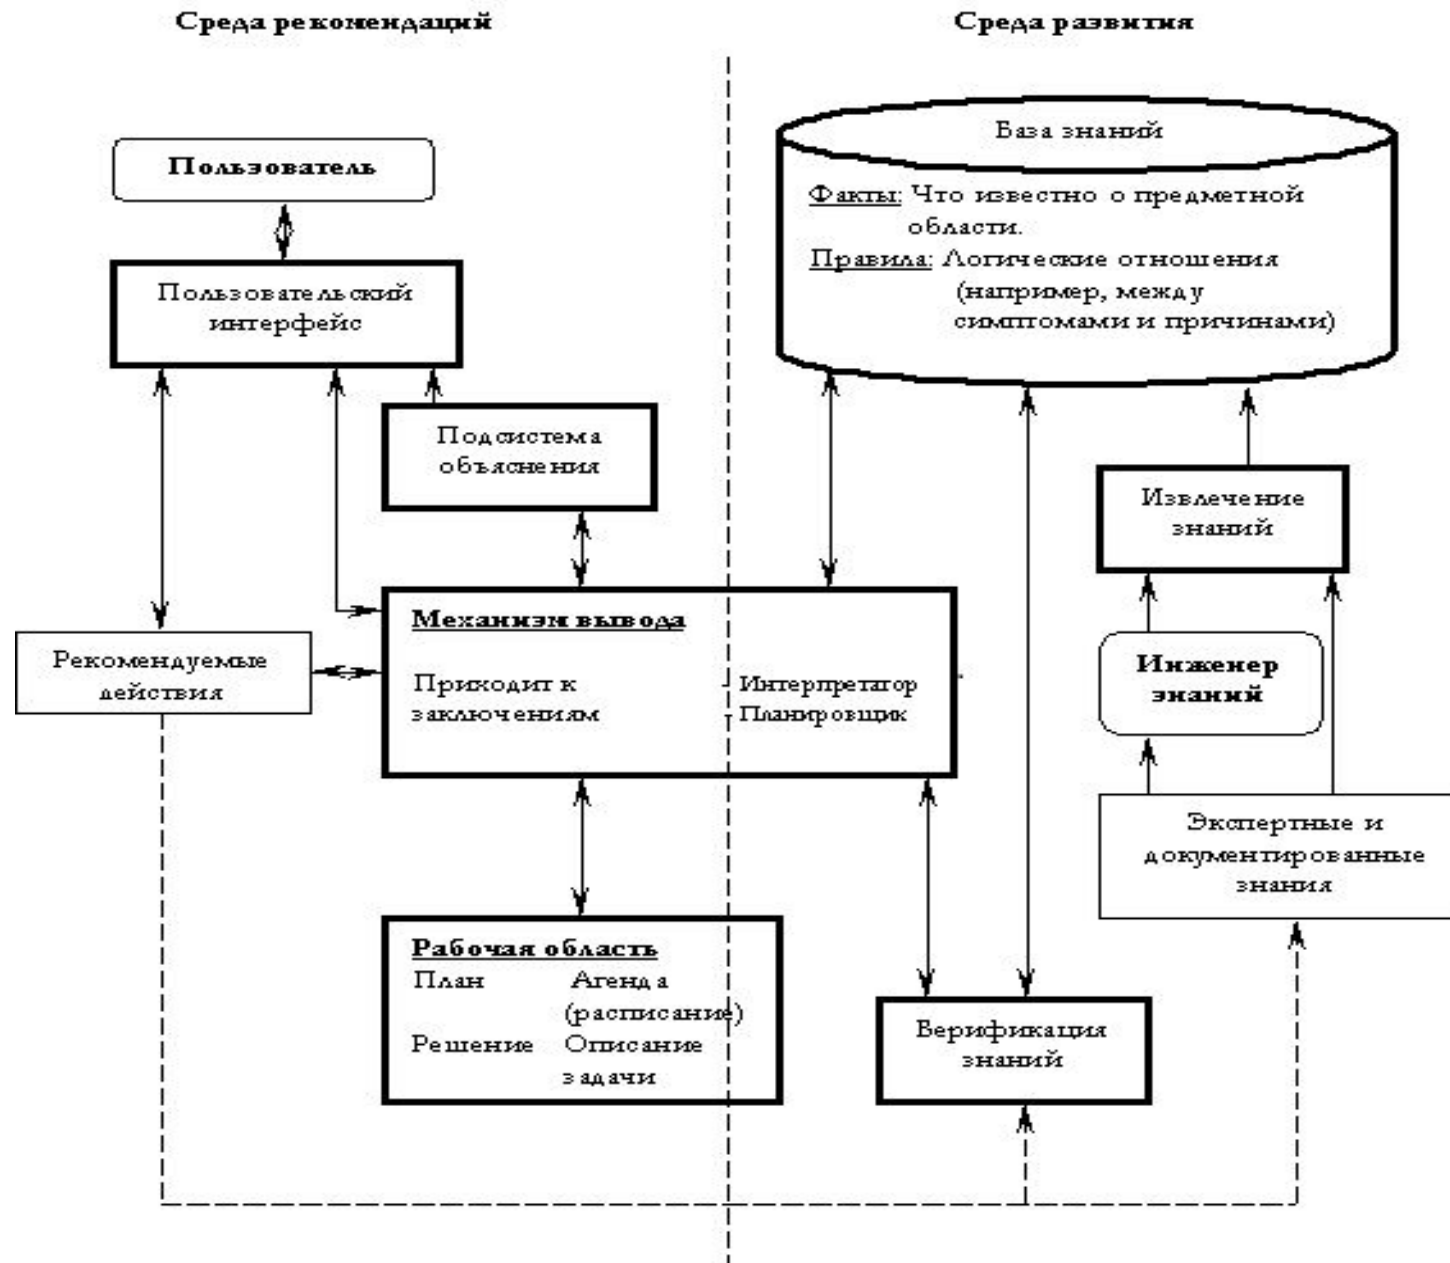 Среда рекомендаций
Среда развития
База знаний
Факты: Что известно о предметной
области.
Правила: Логические отношения
(например, между
симптомами и причинами)
Пользователь
Пользовательский
интерфейс
Подсистема
объяснения
Извлечение
знаний
Механизм вывода
Приходит к
заключениям
- Интерпретатор
- Планировщик
Рекомендуемые
действия
Инженер
знаний
Экспертные и
документированные
знания
Рабочая область
План Агенда
(расписание)
Решение Описание
задачи
Верификация
знаний